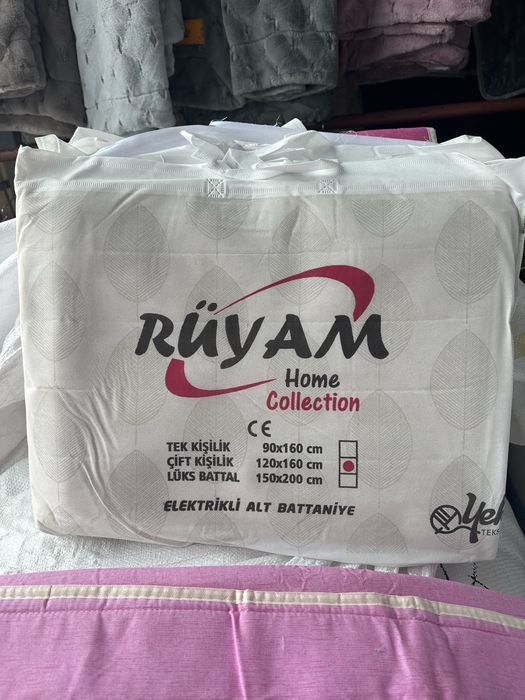 RÜYAM
Home
Collection
CE
TEK KİŞİLİK 90x160 cm
ÇİFT KİŞİLİK 120x160 cm
LÜKS BATTAL 150x200 cm
ELEKTRİKLİ ALT BATTANİYE